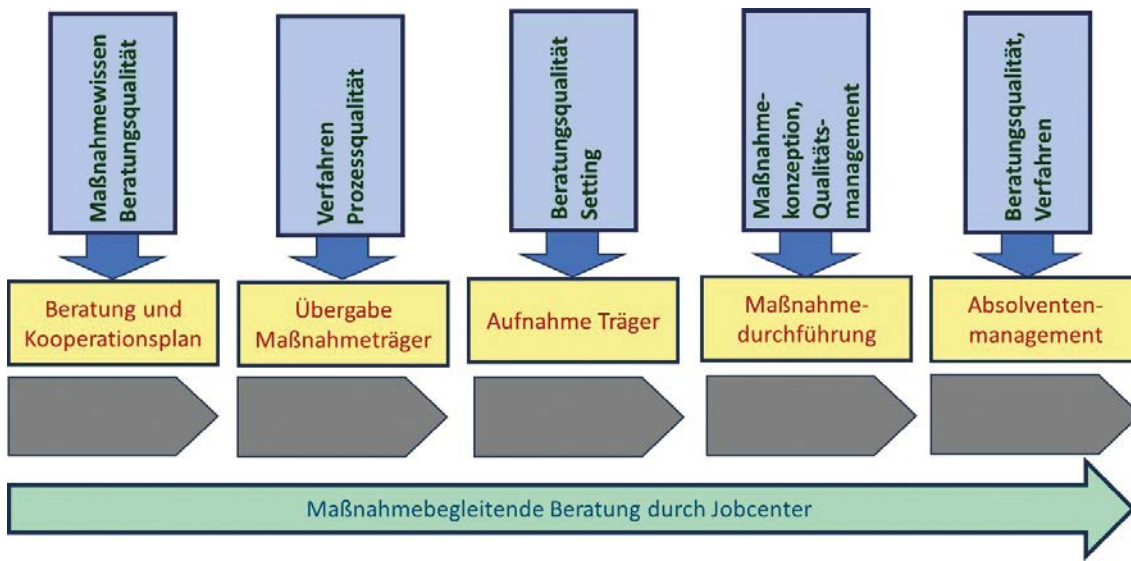 Maßnahmewissen
Beratungsqualität
Verfahren
Prozessqualität
Beratungsqualität
Setting
Maßnahme-
konzeption,
Qualitäts-
management
Beratungsqualität,
Verfahren
Beratung und
Kooperationsplan
Übergabe
Maßnahmeträger
Aufnahme Träger
Maßnahme-
durchführung
Absolventen-
management
Maßnahmebegleitende Beratung durch Jobcenter